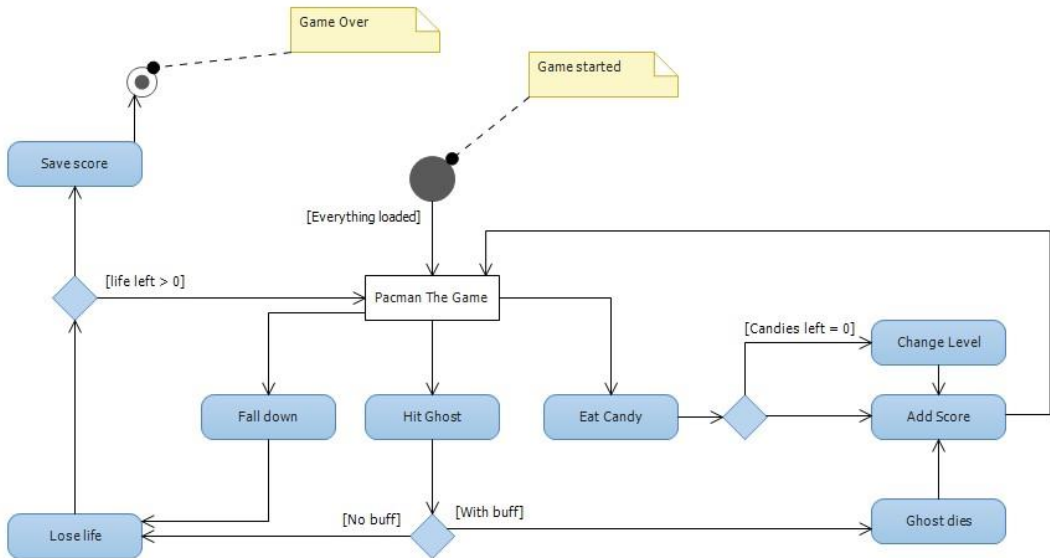 Game Over
Game started
Save score
[Everything loaded]
[life left > 0]
Pacman The Game
[Candies left = 0]
Change Level
Fall down
Hit Ghost
Eat Candy
Add Score
[No buff]
[With buff]
Lose life
Ghost dies